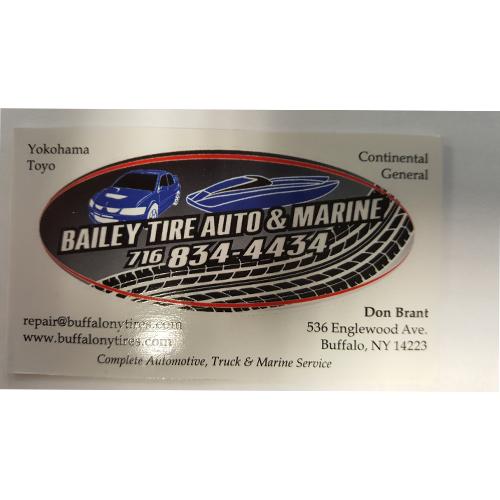 Yokohama
Toyo
Continental
General
BAILEY TIRE AUTO & MARINE
716 834-4434
repair@buffalonytires.com
www.buffalonytires.com
Don Brant
536 Englewood Ave.
Buffalo, NY 14223
Complete Automotive, Truck & Marine Service